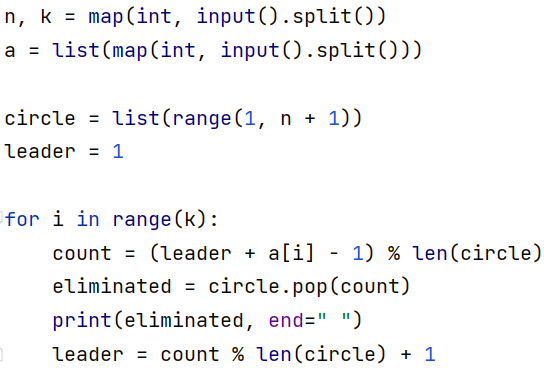 n, k = map(int, input().split())
a = list(map(int, input().split()))
circle = list(range(1, n + 1))
leader = 1
for i in range(k):
    count = (leader + a[i] - 1) % len(circle)
    eliminated = circle.pop(count)
    print(eliminated, end=" ")
    leader = count % len(circle) + 1